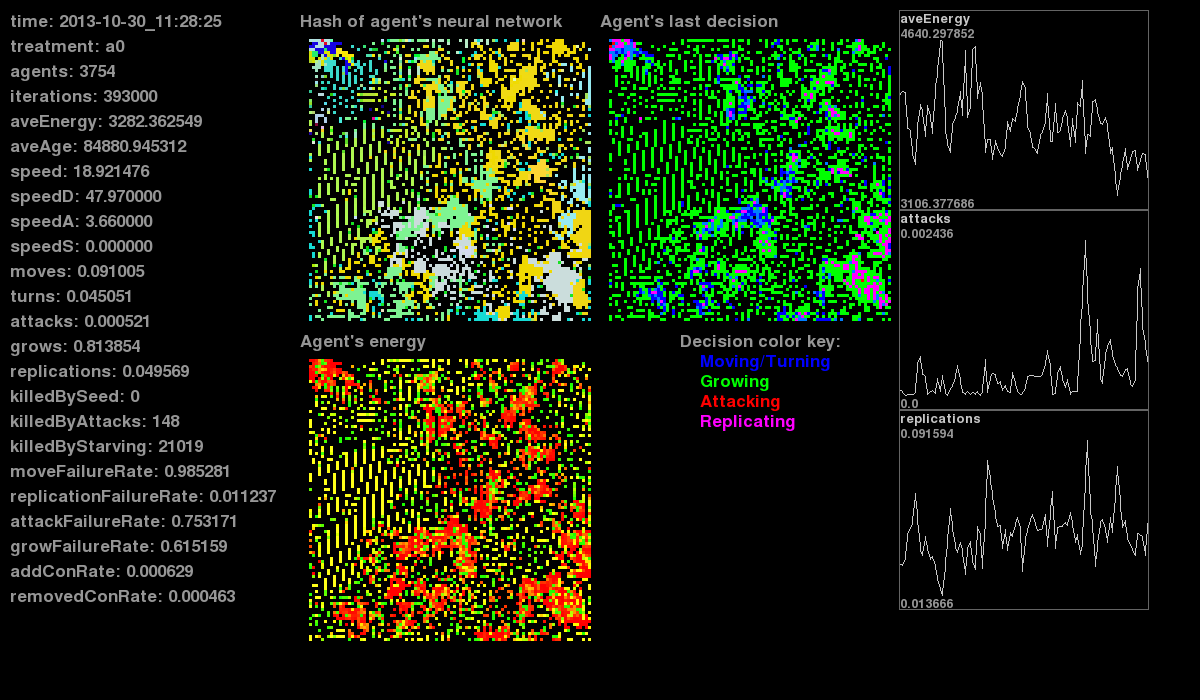 time: 2013-10-30_11:28:25
treatment: a0
agents: 3754
iterations: 393000
aveEnergy: 3282.362549
aveAge: 84880.945312
speed: 18.921476
speedD: 47.970000
speedA: 3.660000
speedS: 0.000000
moves: 0.091005
turns: 0.045051
attacks: 0.000521
grows: 0.813854
replications: 0.049569
killedBySeed: 0
killedByAttacks: 148
killedByStarving: 21019
moveFailureRate: 0.985281
replicationFailureRate: 0.011237
attackFailureRate: 0.753171
growFailureRate: 0.615159
addConRate: 0.000629
removedConRate: 0.000463
Hash of agent's neural network
Agent's last decision
Agent's energy
Decision color key:
Moving/Turning
Growing
Attacking
Replicating
aveEnergy
4640.297852
3106.377686
attacks
0.002436
0.0
replications
0.091594
0.013666